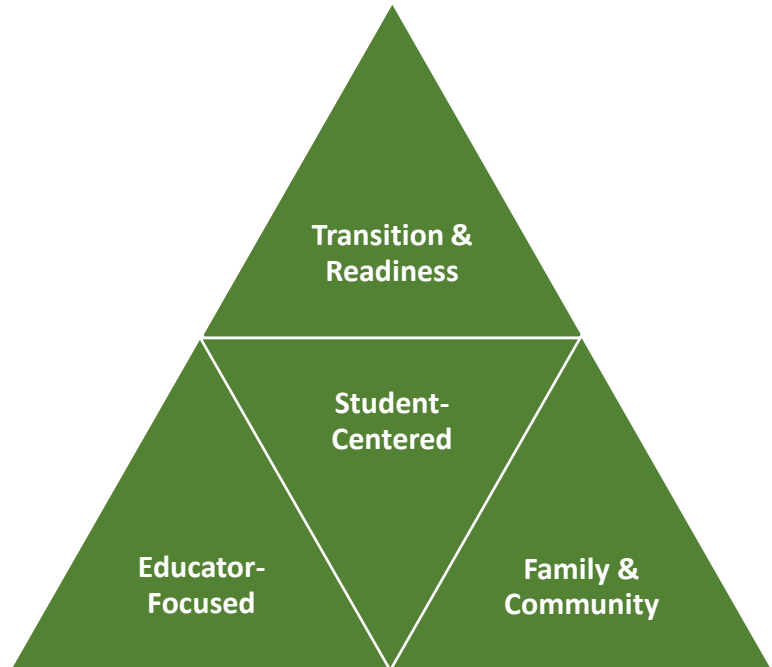 Transition &
Readiness
Student-
Centered
Educator-
Focused
Family &
Community